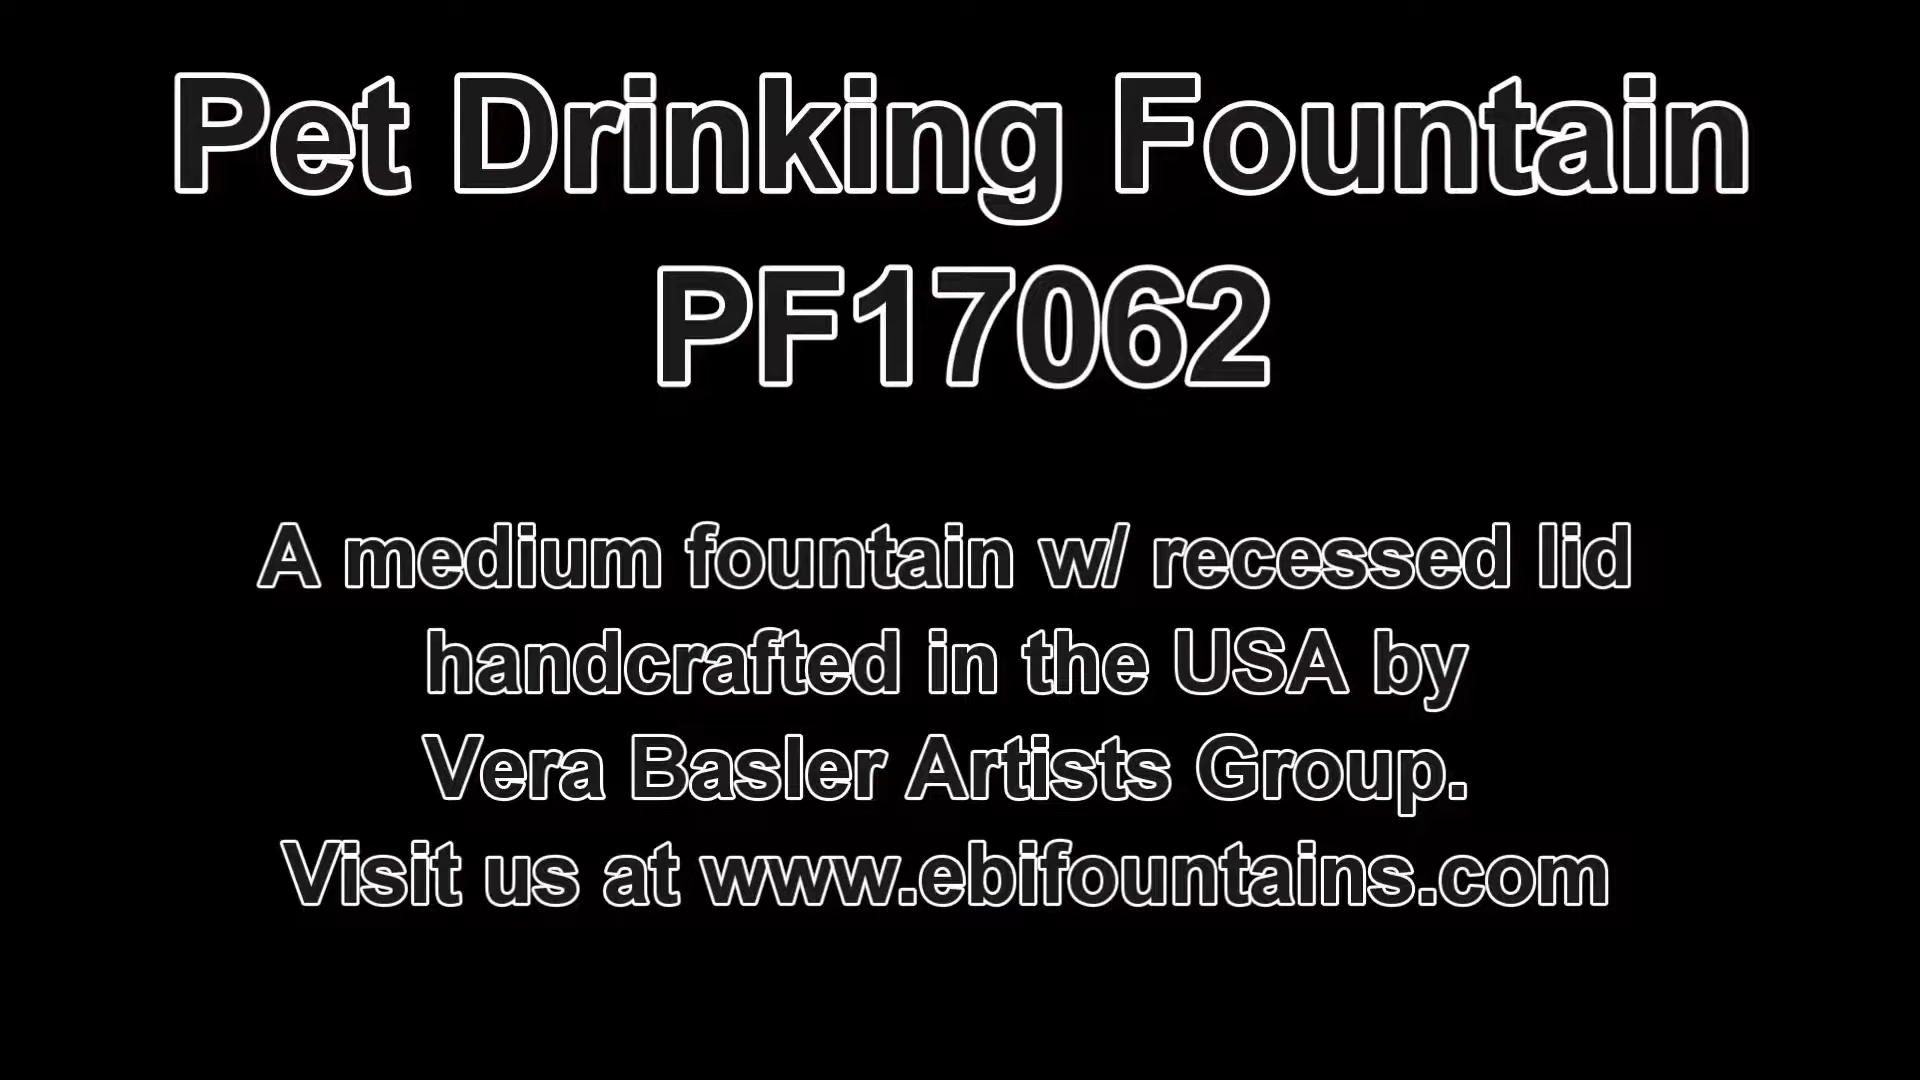 Pet Drinking Fountain
PF17062
A medium fountain w/ recessed lid
handcrafted in the USA by
Vera Basler Artists Group.
Visit us at www.ebifountains.com